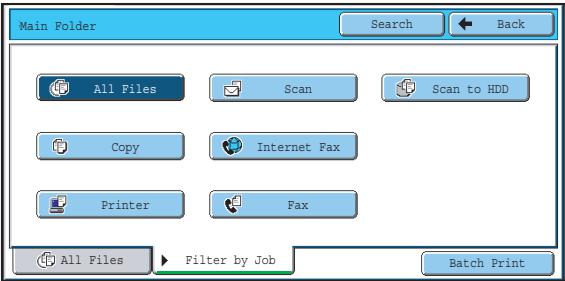 Main Folder
Search
Back
All Files
Scan
Scan to HDD
Copy
Internet Fax
Printer
Fax
All Files
Filter by Job
Batch Print